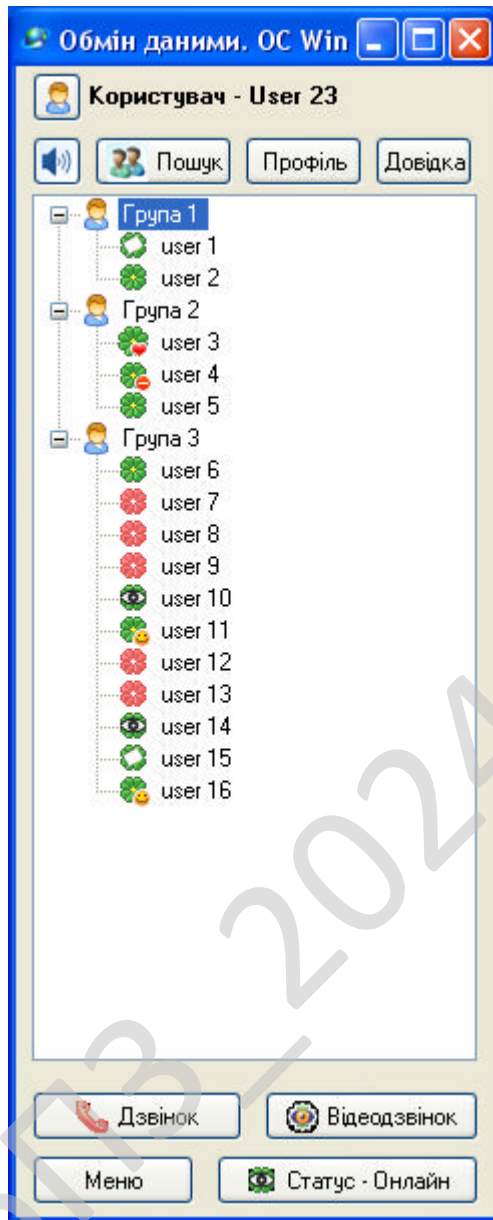 Обмін даними. ОС Win
Користувач - User 23
Пошук Профіль Довідка
Група 1
user 1
user 2
Група 2
user 3
user 4
user 5
Група 3
user 6
user 7
user 8
user 9
user 10
user 11
user 12
user 13
user 14
user 15
user 16
Дзвінок Відеодзвінок
Меню Статус - Онлайн
ПЗ_2024